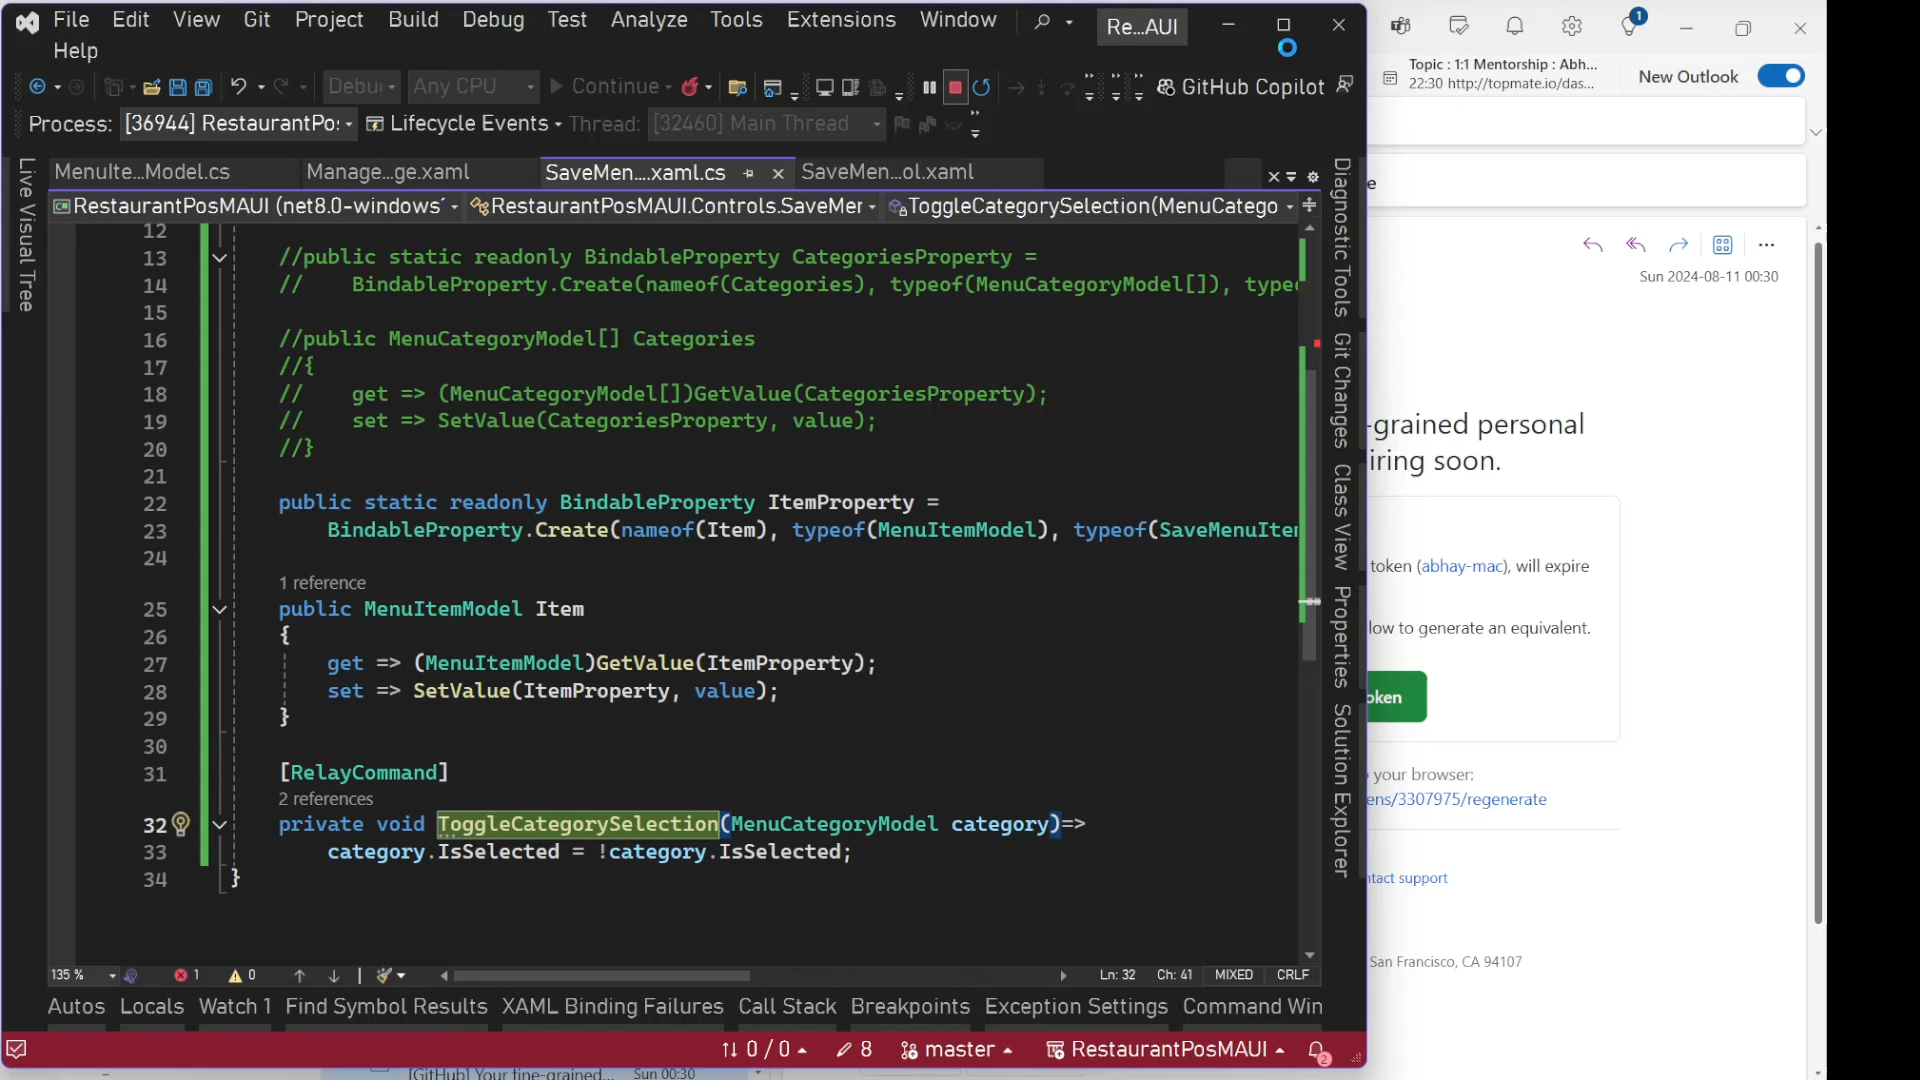 File Edit View Git Project Build Debug Test Analyze Tools Extensions Window Re...AUI
Help
Debu Any CPU Continue GitHub Copilot
Process: [36944] RestaurantPo Lifecycle Events Thread: [32460] Main Thread
MenuIte...Model.cs Manage...ge.xaml SaveMen....xaml.cs SaveMen...ol.xaml
RestaurantPosMAUI (net8.0-windows RestaurantPosMAUI.Controls.SaveMer ToggleCategorySelection(MenuCatego
Live Visual Tree
12
13 //public static readonly BindableProperty CategoriesProperty =
14 // BindableProperty.Create(nameof(Categories), typeof(MenuCategoryModel[]), typeo
15
16 //public MenuCategoryModel[] Categories
17 //{
18 // get => (MenuCategoryModel[])GetValue(CategoriesProperty);
19 // set => SetValue(CategoriesProperty, value);
20 //}
21
22 public static readonly BindableProperty ItemProperty =
23 BindableProperty.Create(nameof(Item), typeof(MenuItemModel), typeof(SaveMenuIte
24
1 reference
25 public MenuItemModel Item
26 {
27 get => (MenuItemModel)GetValue(ItemProperty);
28 set => SetValue(ItemProperty, value);
29 }
30
31 [RelayCommand]
2 references
32 private void ToggleCategorySelection(MenuCategoryModel category)=>
33 category.IsSelected = !category.IsSelected;
34 }
135 % 1 0 Ln: 32 Ch: 41 MIXED CRLF
Autos Locals Watch 1 Find Symbol Results XAML Binding Failures Call Stack Breakpoints Exception Settings Command Win
0 / 0 8 master RestaurantPosMAUI 2
Diagnostic Tools
Git Changes
Class View
Properties
Solution Explorer
1
Topic : 1:1 Mentorship : Abh...
22:30 http://topmate.io/das...
New Outlook
e
Sun 2024-08-11 00:30
-grained personal
iring soon.
token (abhay-mac), will expire
low to generate an equivalent.
oken
your browser:
ens/3307975/regenerate
ntact support
San Francisco, CA 94107
[GitHub] Your fine-grained... Sun 00:30